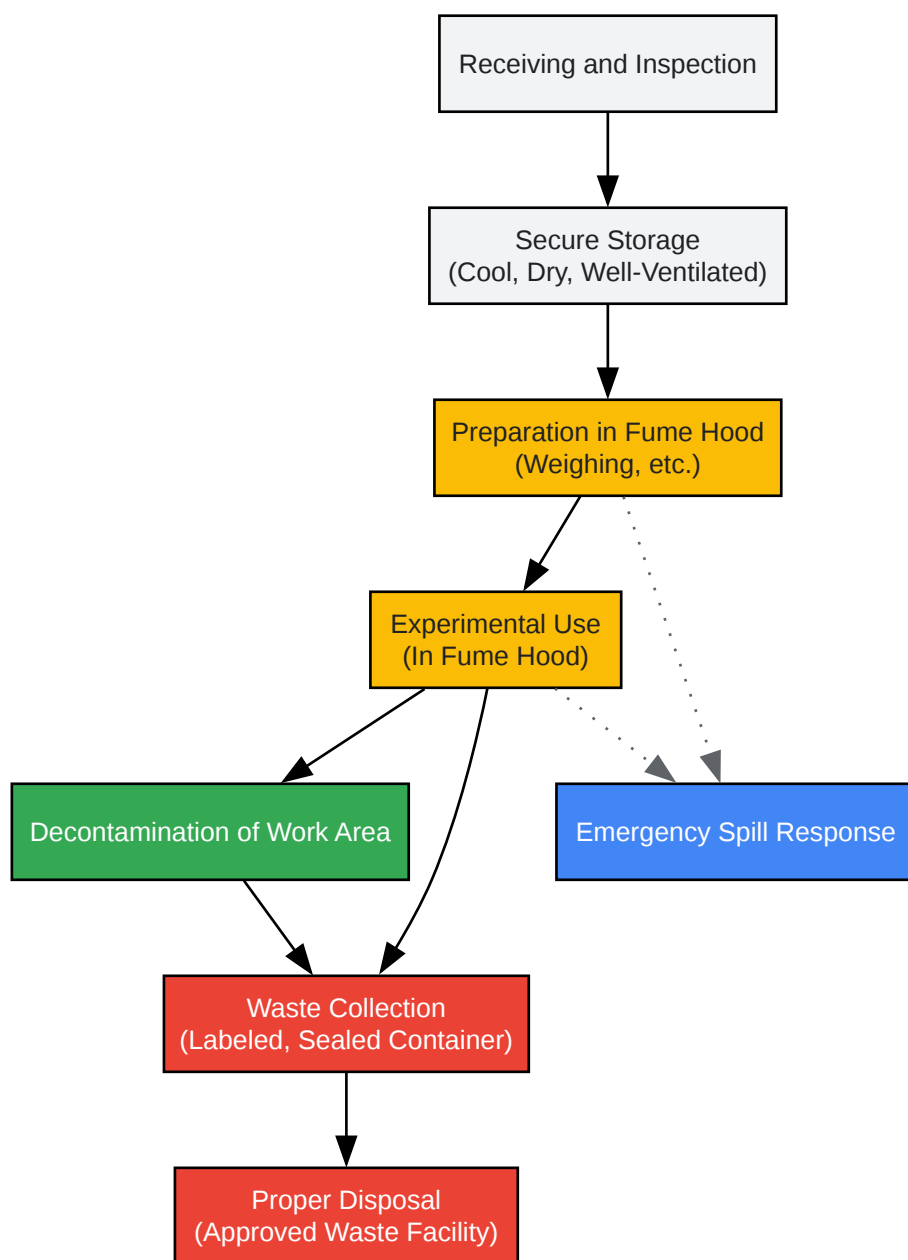 Receiving and Inspection
Secure Storage
(Cool, Dry, Well-Ventilated)
Preparation in Fume Hood
(Weighing, etc.)
Experimental Use
(In Fume Hood)
Decontamination of Work Area
Emergency Spill Response
Waste Collection
(Labeled, Sealed Container)
Proper Disposal
(Approved Waste Facility)